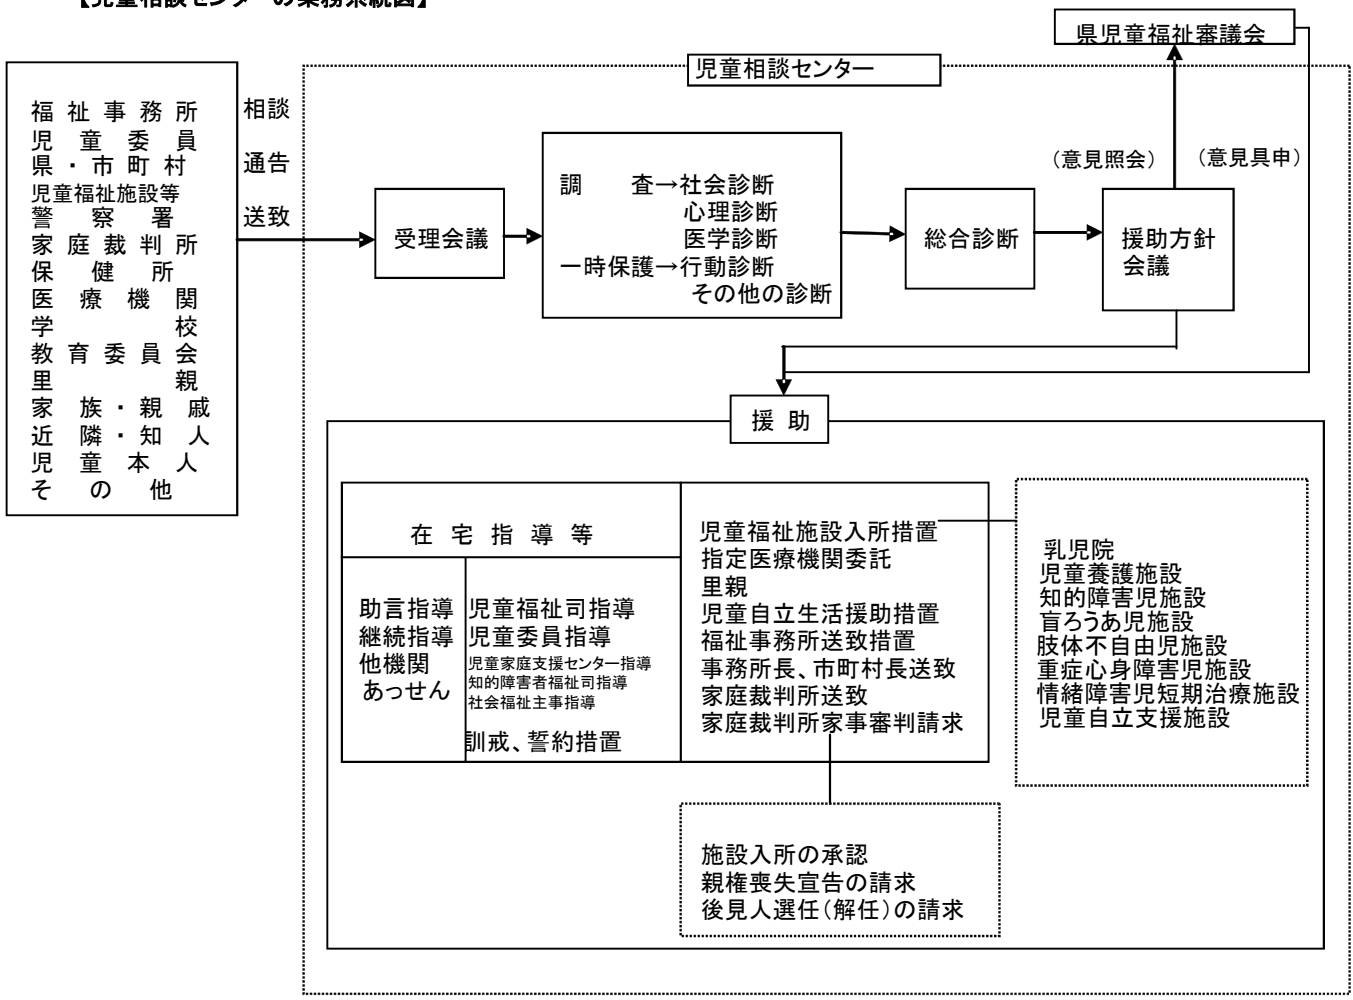 【児童相談センターの業務系統図】
県児童福祉審議会
児童相談センター
福祉事務所
児童委員
県・市町村
児童福祉施設等
警察署
家庭裁判所
保健所
医療機関
学校
教育委員会
里親
家族・親戚
近隣・知人
児童本人
その他
相談
通告
送致
受理会議
調　査→社会診断
心理診断
医学診断
一時保護→行動診断
その他の診断
総合診断
(意見照会)
(意見具申)
援助方針
会議
援助
在宅指導等
助言指導
継続指導
他機関
あっせん
児童福祉司指導
児童委員指導
児童家庭支援センター指導
知的障害者福祉司指導
社会福祉主事指導
訓戒、誓約措置
児童福祉施設入所措置
指定医療機関委託
里親
児童自立生活援助措置
福祉事務所送致措置
事務所長、市町村長送致
家庭裁判所送致
家庭裁判所家事審判請求
乳児院
児童養護施設
知的障害児施設
盲ろうあ児施設
肢体不自由児施設
重症心身障害児施設
情緒障害児短期治療施設
児童自立支援施設
施設入所の承認
親権喪失宣告の請求
後見人選任(解任)の請求